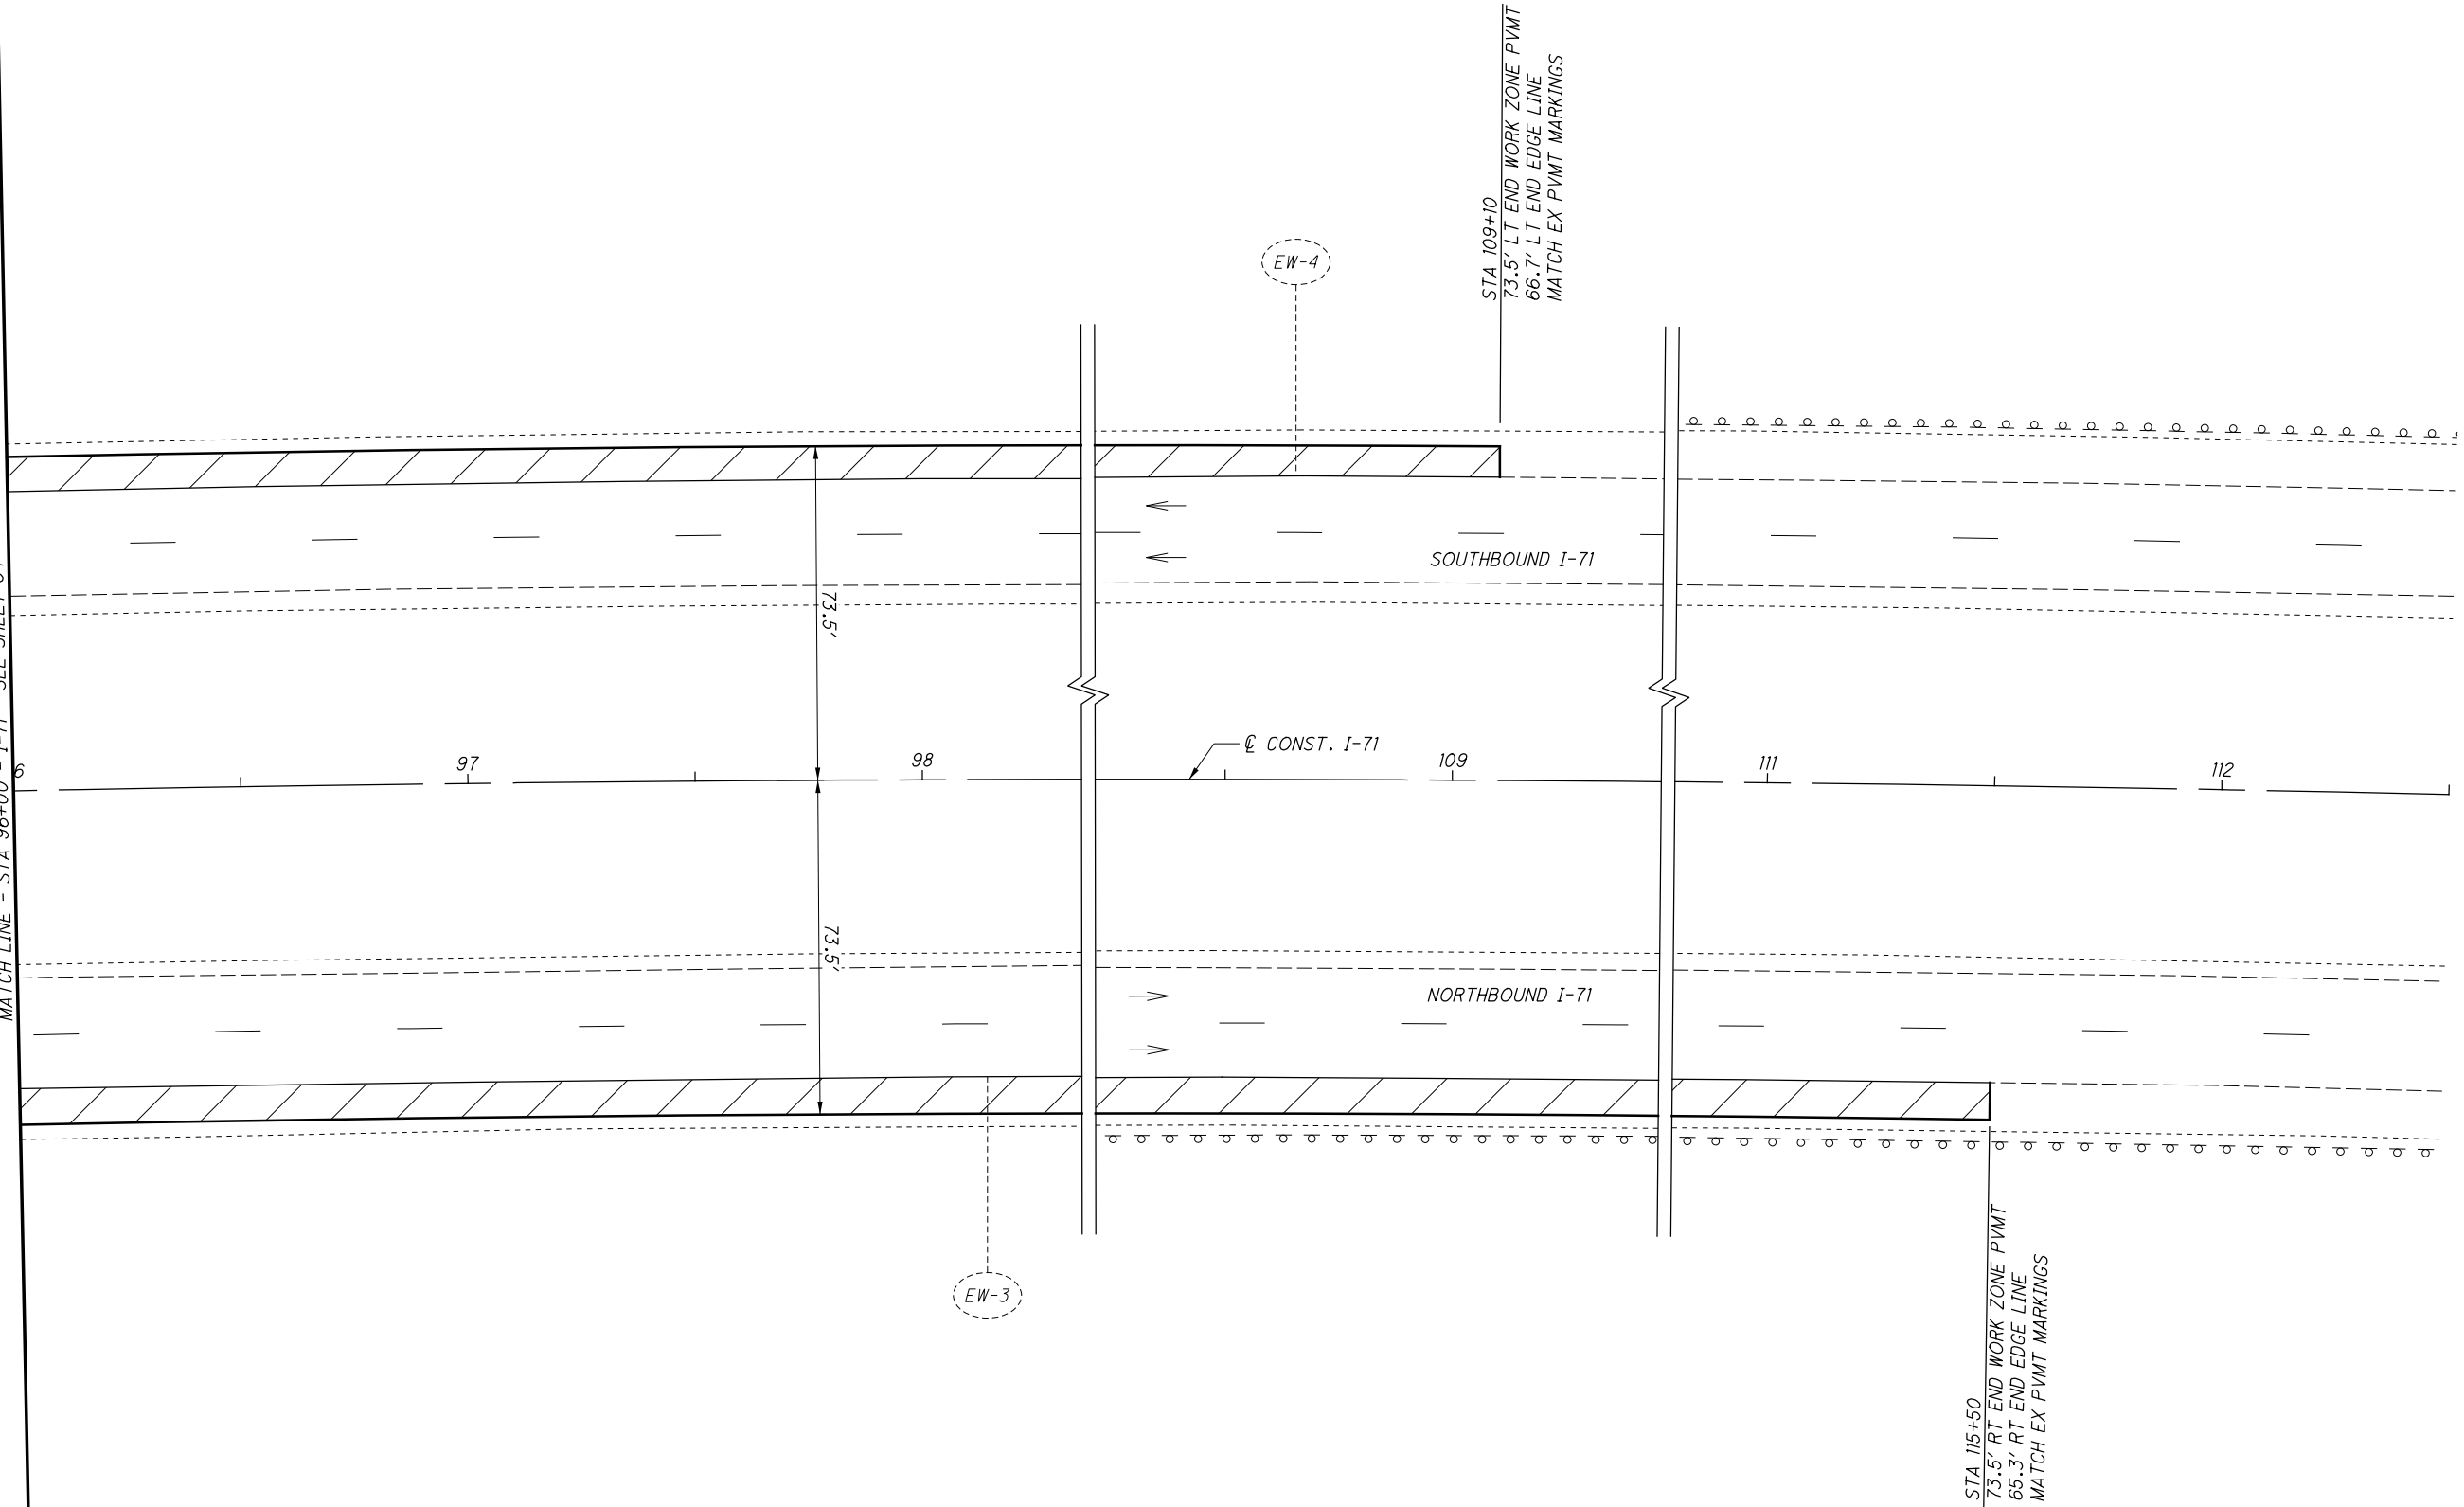 STA 109+10
73.5' LT END WORK ZONE PVMT
66.7' LT END EDGE LINE
MATCH EX PVMT MARKINGS
EW-4
SOUTHBOUND I-71
73.5'
MATCH LINE - STA 96+00 - I-71
6
97
98
℄ CONST. I-71
109
111
112
73.5'
NORTHBOUND I-71
EW-3
STA 115+50
73.5' RT END WORK ZONE PVMT
65.3' RT END EDGE LINE
MATCH EX PVMT MARKINGS